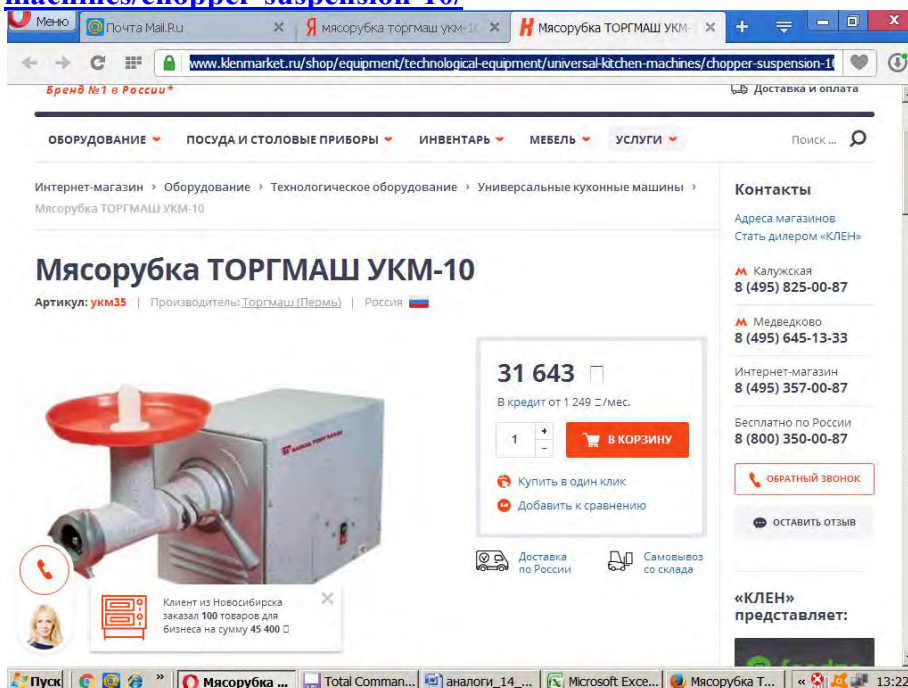 machines/chopper-suspension-10/
Меню
Почта Mail.Ru
мясорубка торгмаш укм-10
Мясорубка ТОРГМАШ УКМ-
www.klenmarket.ru/shop/equipment/technological-equipment/universal-kitchen-machines/chopper-suspension-10
Бренд №1 в России*
Доставка и оплата
ОБОРУДОВАНИЕ
ПОСУДА И СТОЛОВЫЕ ПРИБОРЫ
ИНВЕНТАРЬ
МЕБЕЛЬ
УСЛУГИ
Поиск ...
Интернет-магазин › Оборудование › Технологическое оборудование › Универсальные кухонные машины ›
Мясорубка ТОРГМАШ УКМ-10
Мясорубка ТОРГМАШ УКМ-10
Артикул: укм35 | Производитель: Торгмаш (Пермь) | Россия
31 643
В кредит от 1 249 /мес.
1
+
−
В КОРЗИНУ
Купить в один клик
Добавить к сравнению
Доставка
по России
Самовывоз
со склада
Клиент из Новосибирска
заказал 100 товаров для
бизнеса на сумму 45 400
Контакты
Адреса магазинов
Стать дилером «КЛЕН»
Калужская
8 (495) 825-00-87
Медведково
8 (495) 645-13-33
Интернет-магазин
8 (495) 357-00-87
Бесплатно по России
8 (800) 350-00-87
ОБРАТНЫЙ ЗВОНОК
ОСТАВИТЬ ОТЗЫВ
«КЛЕН»
представляет:
Пуск
»
Мясорубка ...
Total Comman...
аналоги_14_...
Microsoft Exce...
Мясорубка Т...
«
13:22